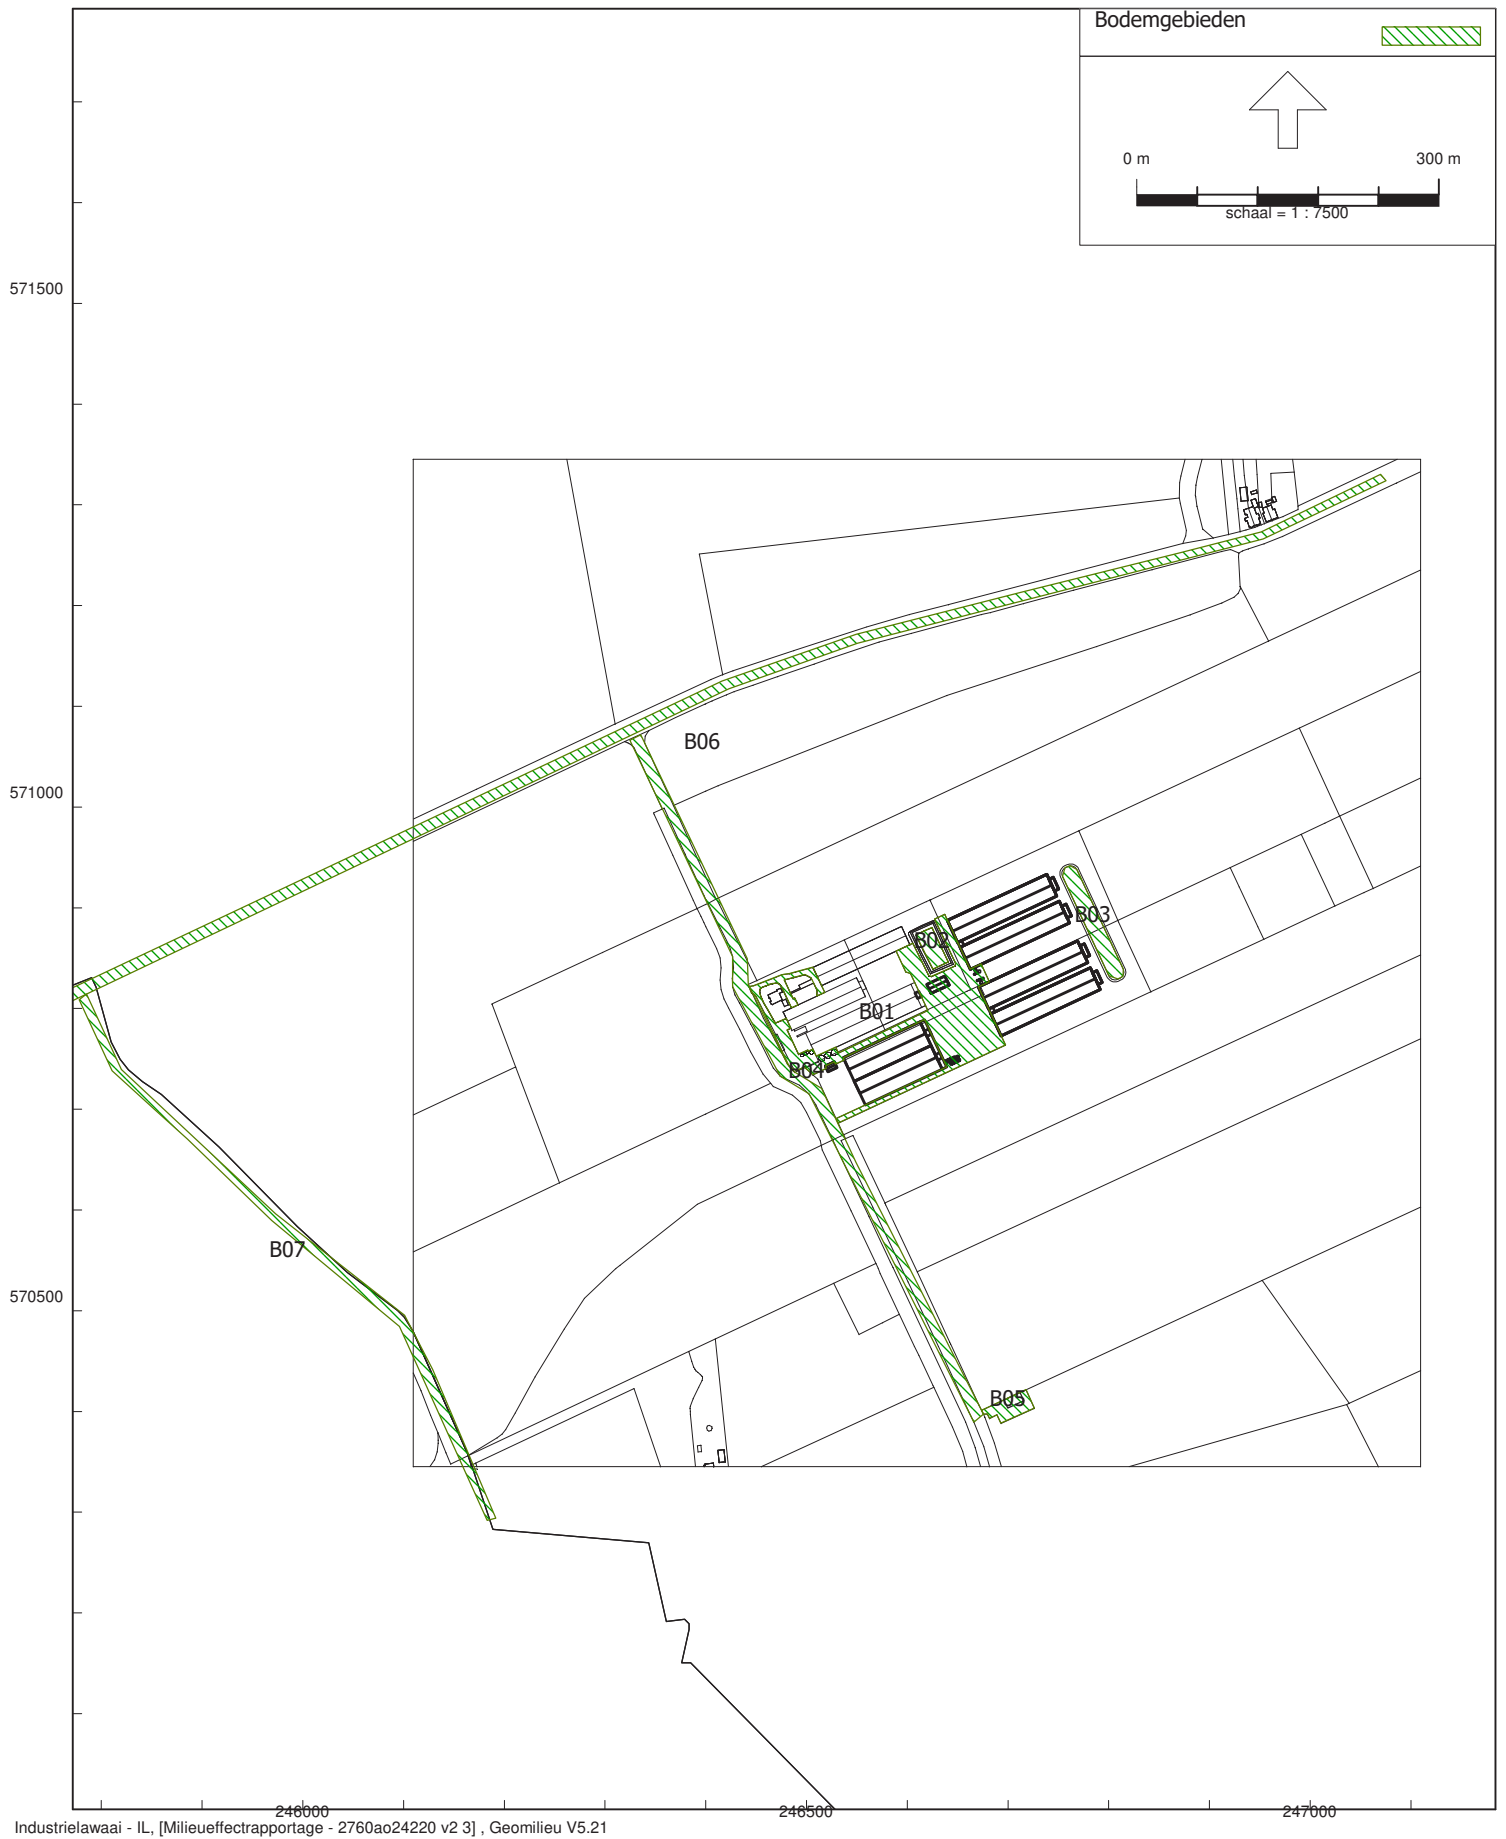 Bodemgebieden
0 m 300 m
schaal = 1 : 7500
571500
B06
571000
B03
B02
B01
B04
B07
570500
B05
246000 246500 247000
Industrielawaai - IL, [Milieueffectrapportage - 2760ao24220 v2 3] , Geomilieu V5.21